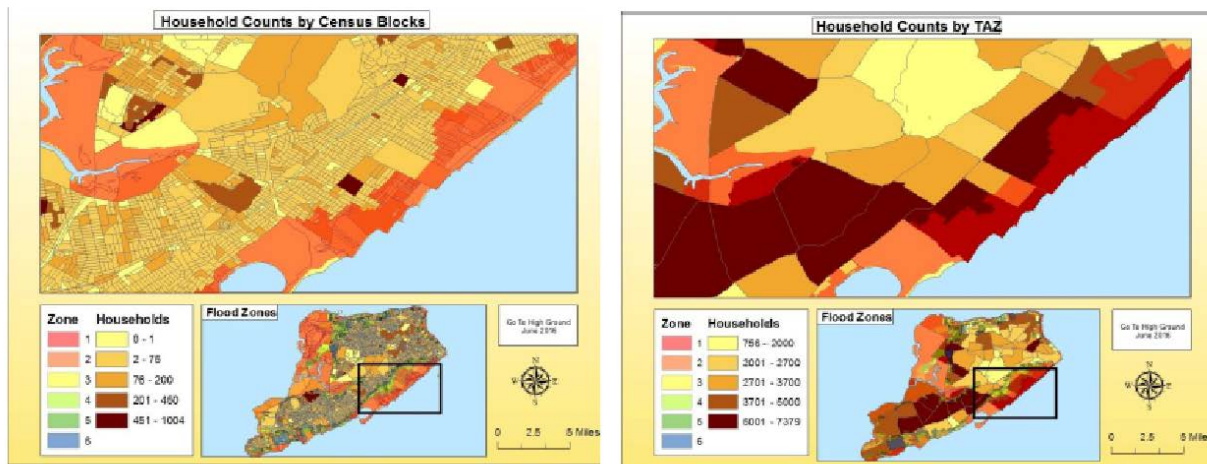 Household Counts by Census Blocks
Zone Households
1 0 - 1
2 2 - 75
3 76 - 200
4 201 - 450
5 451 - 1004
6
Flood Zones
Go To High Ground
June 2016
N
W E
S
0 2.5 5 Miles
Household Counts by TAZ
Zone Households
1 756 - 2000
2 2001 - 2700
3 2701 - 3700
4 3701 - 5000
5 5001 - 7379
6
Flood Zones
Go To High Ground
June 2016
N
W E
S
0 2.5 5 Miles